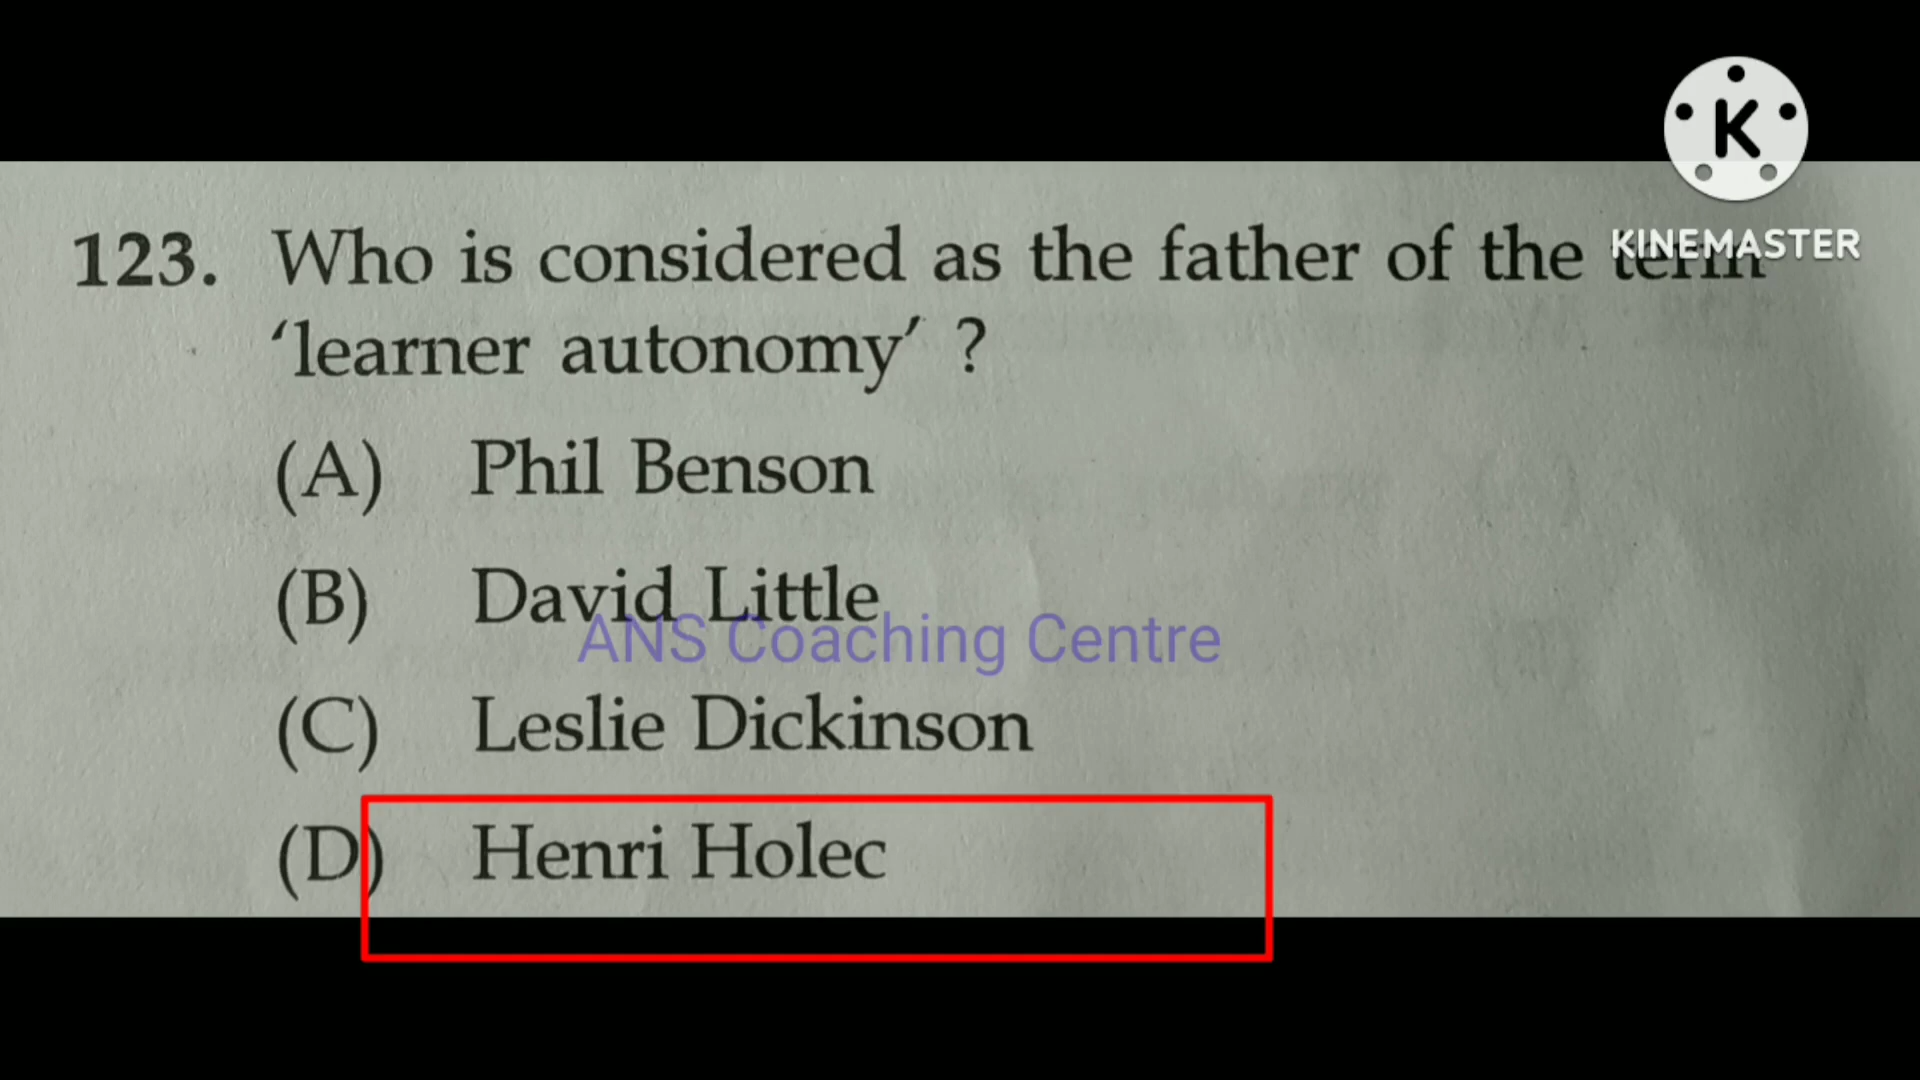 K
KINEMASTER
123. Who is considered as the father of the term
'learner autonomy' ?
(A) Phil Benson
(B) David Little
ANS Coaching Centre
(C) Leslie Dickinson
(D) Henri Holec